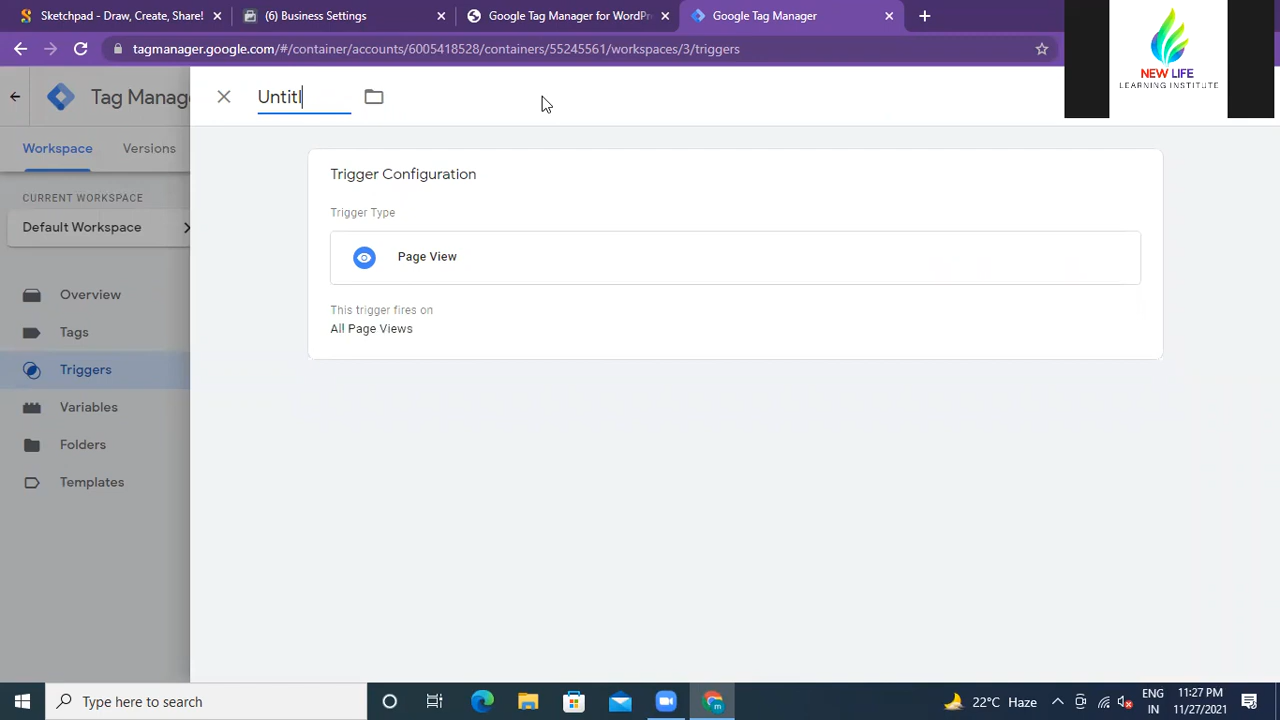 Sketchpad - Draw, Create, Share!
(6) Business Settings
Google Tag Manager for WordPr
Google Tag Manager
tagmanager.google.com/#/container/accounts/6005418528/containers/55245561/workspaces/3/triggers
NEW LIFE
LEARNING INSTITUTE
Tag Manag
Untitl
Workspace
Versions
Trigger Configuration
CURRENT WORKSPACE
Trigger Type
Default Workspace
Page View
Overview
This trigger fires on
All Page Views
Tags
Triggers
Variables
Folders
Templates
Type here to search
22°C Haze
ENG
IN
11:27 PM
11/27/2021